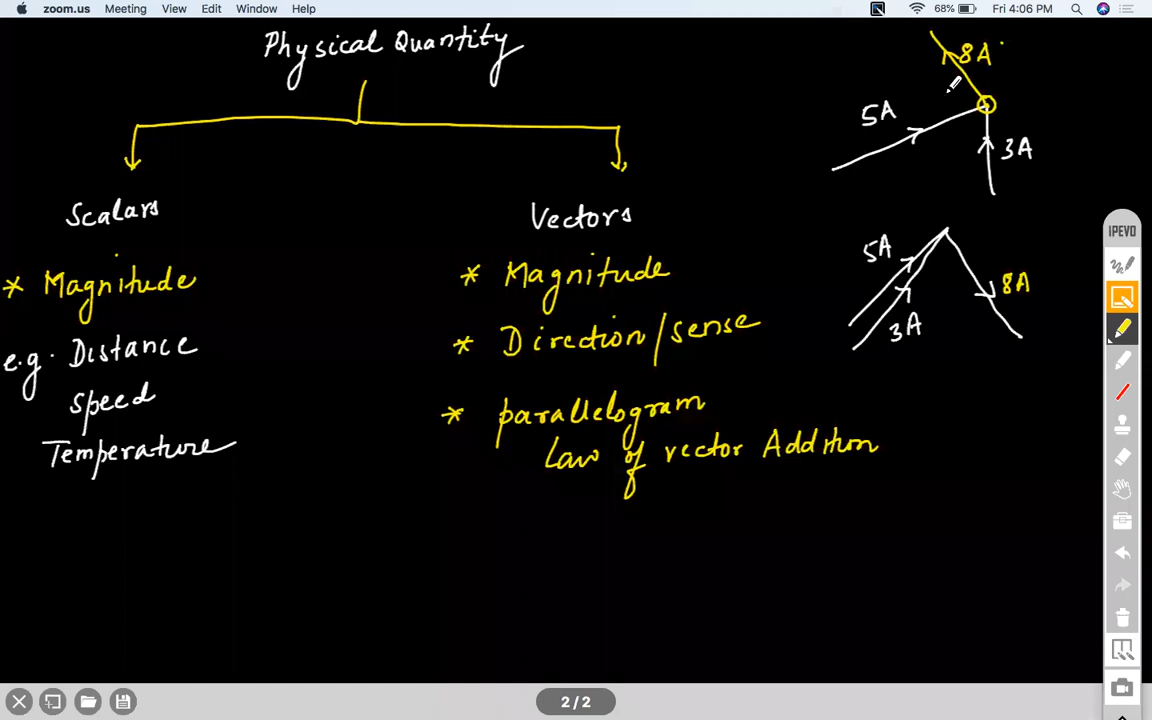 zoom.us Meeting View Edit Window Help 68% Fri 4:06 PM
Physical Quantity
Scalars
* Magnitude
e.g. Distance
Speed
Temperature
Vectors
* Magnitude
* Direction/sense
* parallelogram
Law of vector Addition
8A
5A
3A
5A
8A
3A
IPEVO
2/2